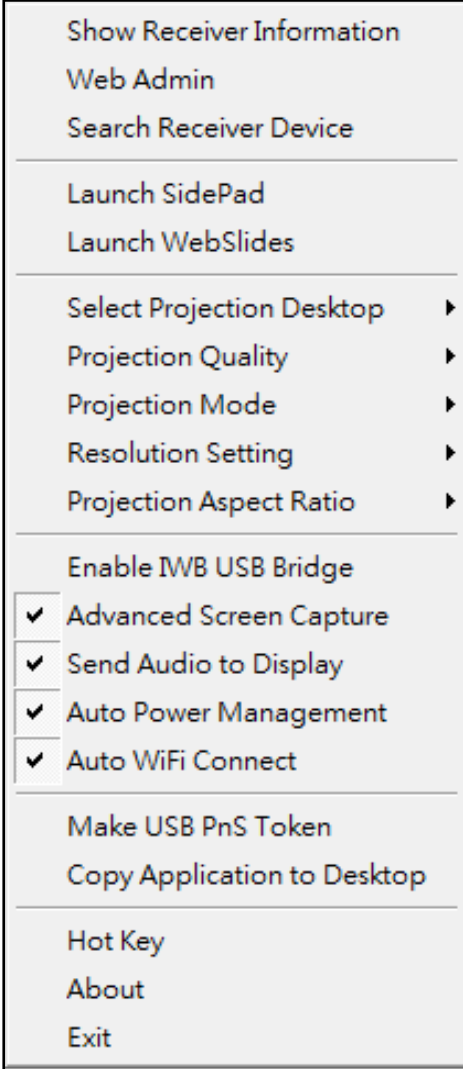 Show Receiver Information
Web Admin
Search Receiver Device
Launch SidePad
Launch WebSlides
Select Projection Desktop
Projection Quality
Projection Mode
Resolution Setting
Projection Aspect Ratio
Enable IWB USB Bridge
Advanced Screen Capture
Send Audio to Display
Auto Power Management
Auto WiFi Connect
Make USB PnS Token
Copy Application to Desktop
Hot Key
About
Exit